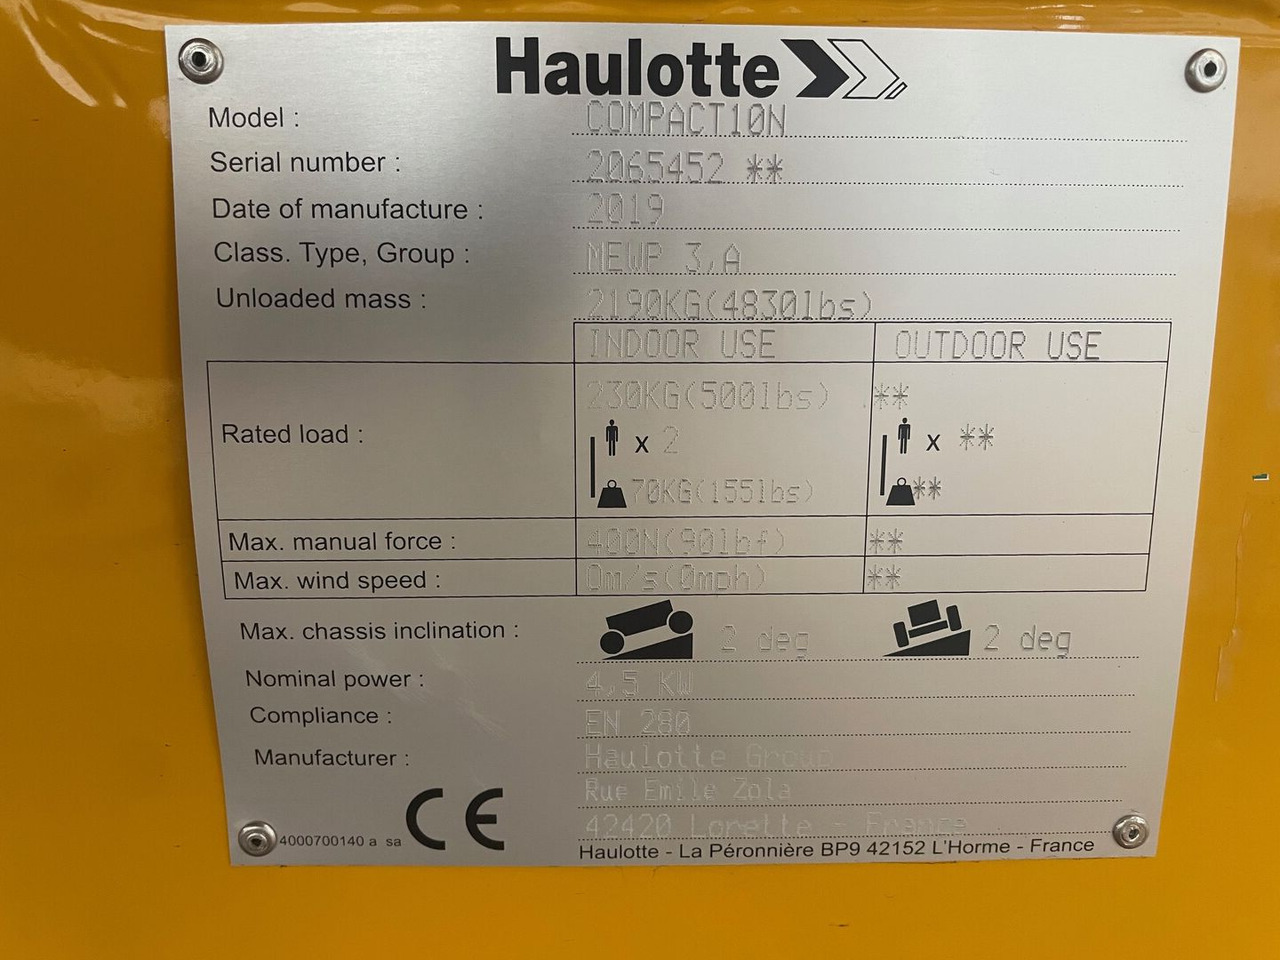 Haulotte
Model : COMPACT10N
Serial number : 2065452 **
Date of manufacture : 2019
Class. Type, Group : MEWP 3,A
Unloaded mass : 2190KG(4830lbs)
INDOOR USE OUTDOOR USE
Rated load : 230KG(500lbs) **
x 2 x **
70KG(155lbs) **
Max. manual force : 400N(90lbf) **
Max. wind speed : 0m/s(0mph) **
Max. chassis inclination : 2 deg 2 deg
Nominal power : 4,5 KW
Compliance : EN 280
Manufacturer : Haulotte Group
Rue Emile Zola
42420 Lorette - France
4000700140 a sa CE
Haulotte - La Péronnière BP9 42152 L'Horme - France